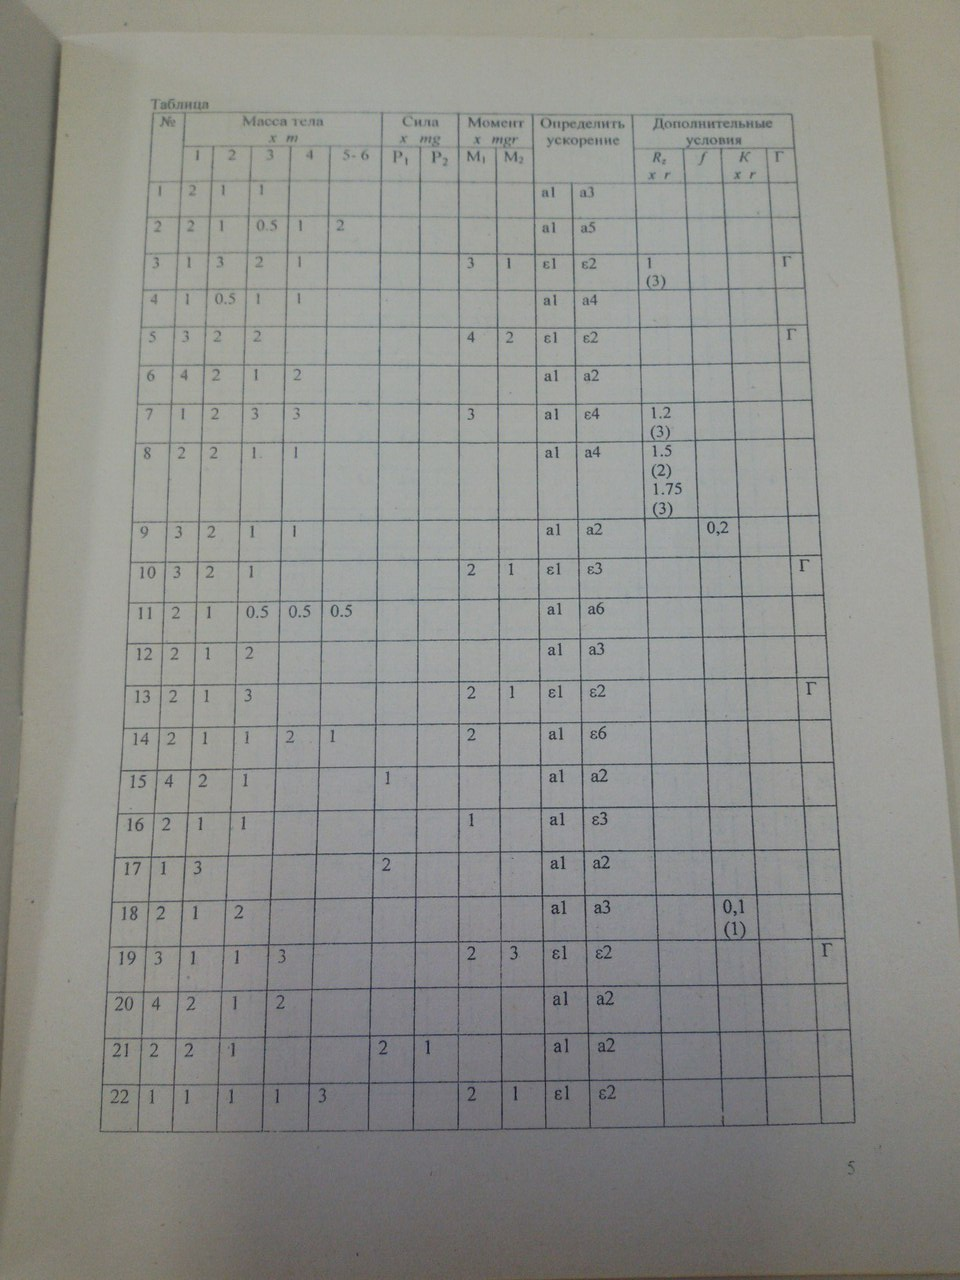 Таблица
№ Масса тела Сила Момент Определить Дополнительные
x m x mg x mgr ускорение условия
1 2 3 4 5- 6 P1 P2 M1 M2 Rz f K Г
x r x r
1 2 1 1 a1 a3
2 2 1 0.5 1 2 a1 a5
3 1 3 2 1 3 1 ε1 ε2 1 Г
(3)
4 1 0.5 1 1 a1 a4
5 3 2 2 4 2 ε1 ε2 Г
6 4 2 1 2 a1 a2
7 1 2 3 3 3 a1 ε4 1.2
(3)
8 2 2 1 1 a1 a4 1.5
(2)
1.75
(3)
9 3 2 1 1 a1 a2 0,2
10 3 2 1 2 1 ε1 ε3 Г
11 2 1 0.5 0.5 0.5 a1 a6
12 2 1 2 a1 a3
13 2 1 3 2 1 ε1 ε2 Г
14 2 1 1 2 1 2 a1 ε6
15 4 2 1 1 a1 a2
16 2 1 1 1 a1 ε3
17 1 3 2 a1 a2
18 2 1 2 a1 a3 0,1
(1)
19 3 1 1 3 2 3 ε1 ε2 Г
20 4 2 1 2 a1 a2
21 2 2 1 2 1 a1 a2
22 1 1 1 1 3 2 1 ε1 ε2
5